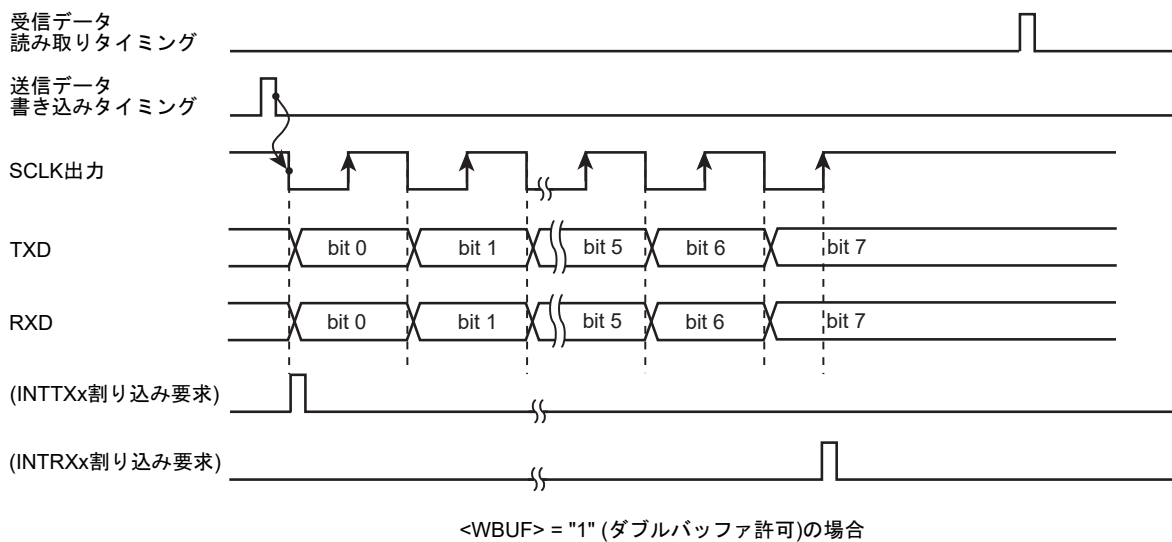 受信データ
読み取りタイミング
送信データ
書き込みタイミング
SCLK出力
TXD
bit 0
bit 1
bit 5
bit 6
bit 7
RXD
bit 0
bit 1
bit 5
bit 6
bit 7
(INTTXx割り込み要求)
(INTRXx割り込み要求)
<WBUF> = "1" (ダブルバッファ許可)の場合